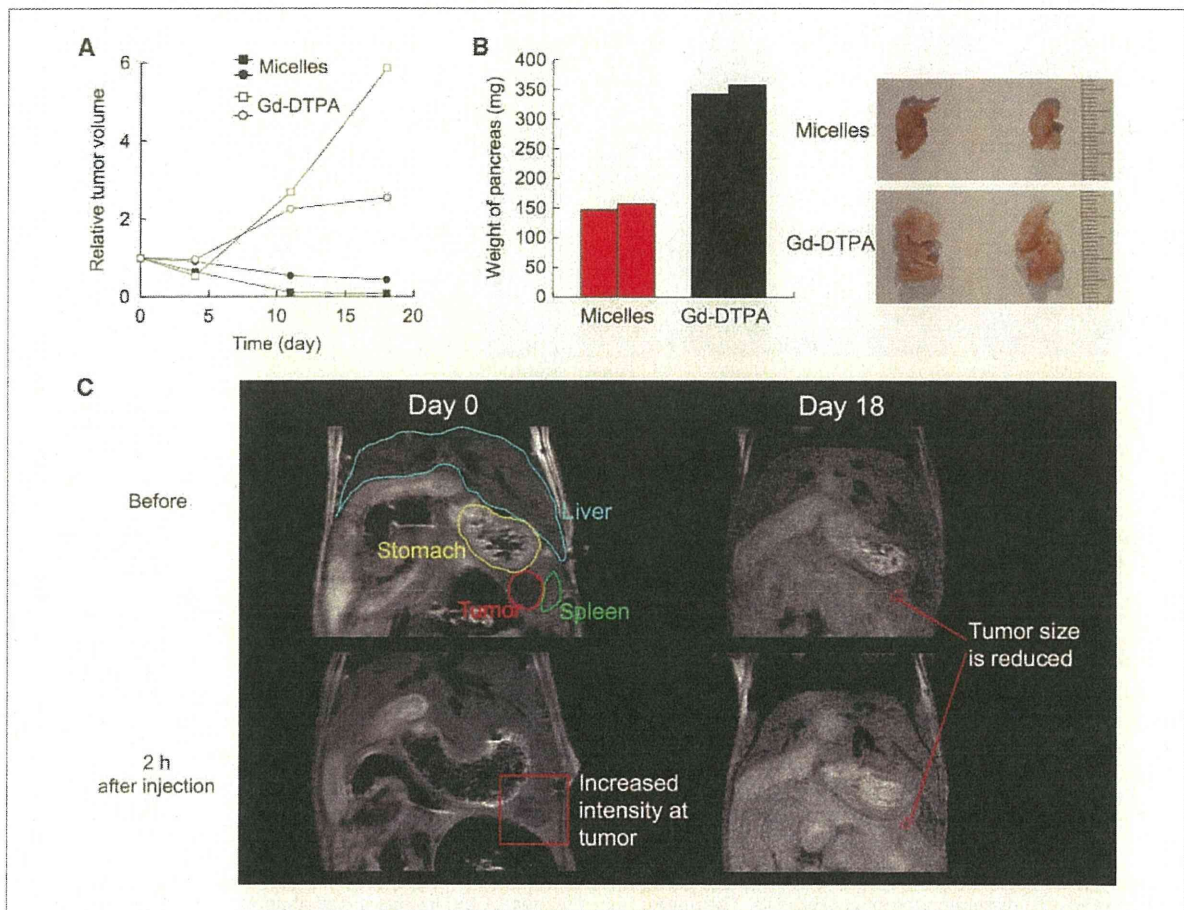 A
6
4
2
0
Relative tumor volume
Micelles
Gd-DTPA
0 5 10 15 20
Time (day)
B
400
350
300
250
200
150
100
50
0
Weight of pancreas (mg)
Micelles Gd-DTPA
Micelles
Gd-DTPA
C
Day 0 Day 18
Before
Liver
Stomach
Tumor Spleen
Tumor size
is reduced
2 h
after injection
Increased
intensity at
tumor